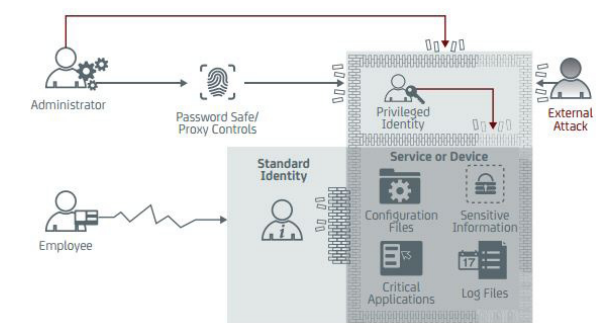 Administrator
Password Safe/
Proxy Controls
Privileged
Identity
External
Attack
Standard
Identity
Service or Device
Employee
Configuration
Files
Sensitive
Information
17
Critical
Applications
Log Files